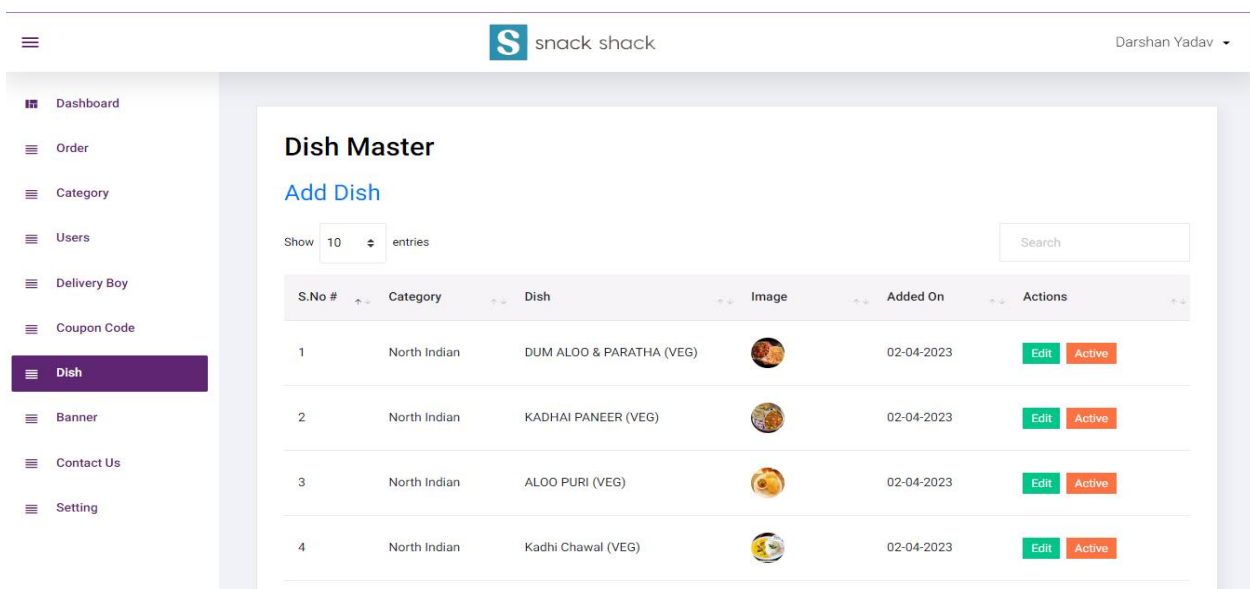 S snack shack
Darshan Yadav
Dashboard
Order
Category
Users
Delivery Boy
Coupon Code
Dish
Banner
Contact Us
Setting
Dish Master
Add Dish
Show 10 entries
Search
S.No # Category Dish Image Added On Actions
1 North Indian DUM ALOO & PARATHA (VEG) 02-04-2023 Edit Active
2 North Indian KADHAI PANEER (VEG) 02-04-2023 Edit Active
3 North Indian ALOO PURI (VEG) 02-04-2023 Edit Active
4 North Indian Kadhi Chawal (VEG) 02-04-2023 Edit Active